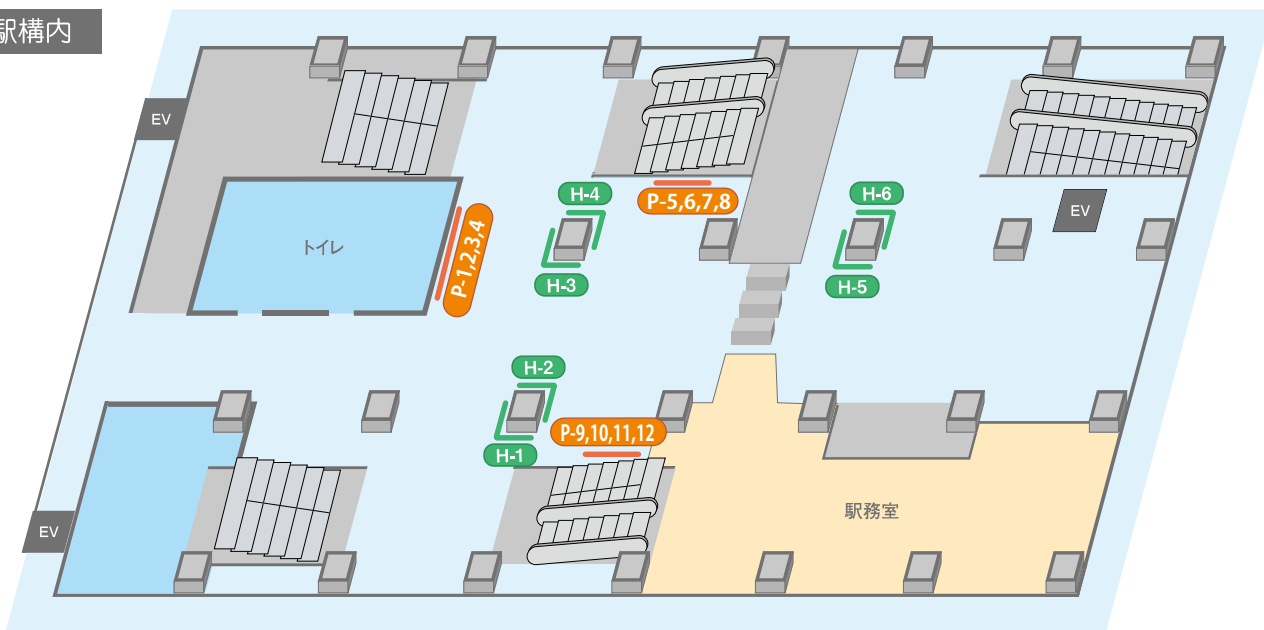 駅構内
EV
H-4
P-5,6,7,8
H-6
EV
トイレ
P-1,2,3,4
H-3
H-5
H-2
P-9,10,11,12
H-1
駅務室
EV